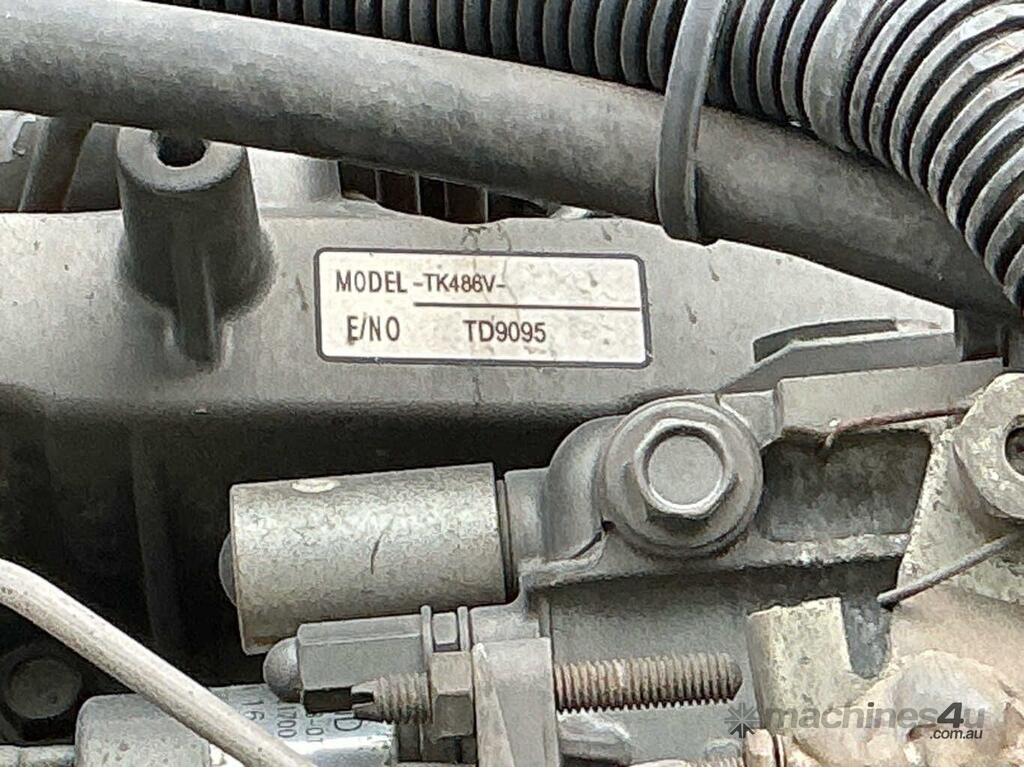 MODEL -TK486V-
E/NO TD9095
machines4u
.com.au